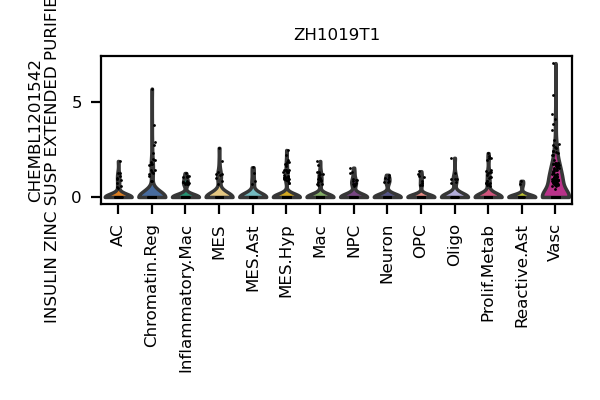 ZH1019T1
CHEMBL1201542
INSULIN ZINC SUSP EXTENDED PURIFIE
5
0
AC
Chromatin.Reg
Inflammatory.Mac
MES
MES.Ast
MES.Hyp
Mac
NPC
Neuron
OPC
Oligo
Prolif.Metab
Reactive.Ast
Vasc